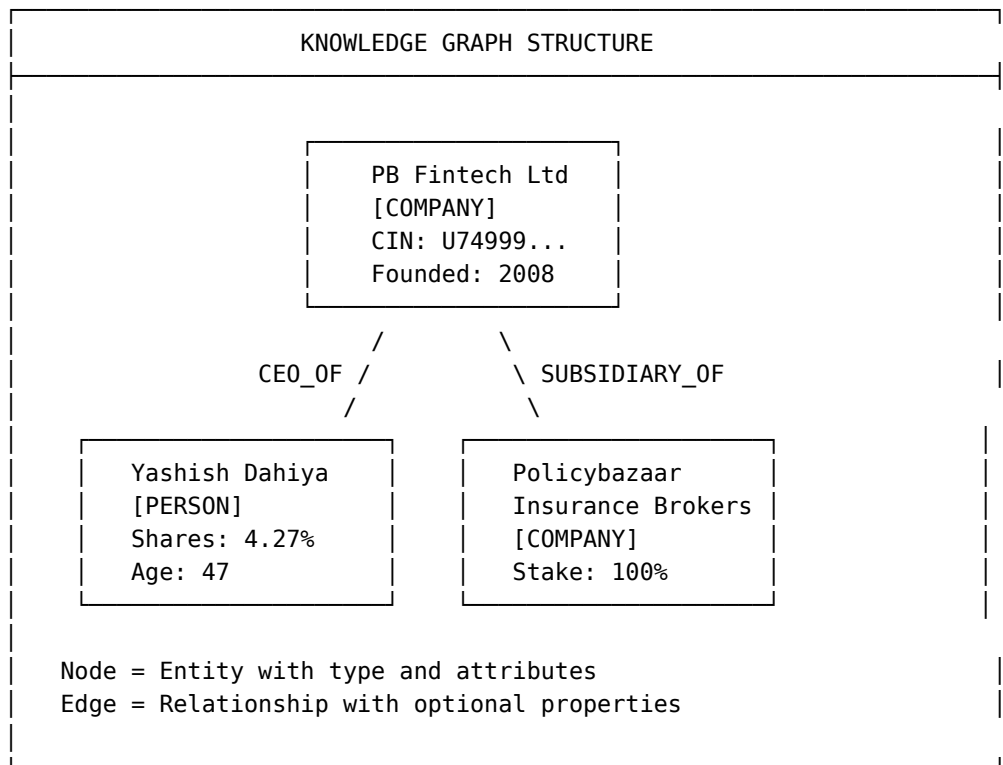 KNOWLEDGE GRAPH STRUCTURE
PB Fintech Ltd
[COMPANY]
CIN: U74999...
Founded: 2008
CEO_OF / \ SUBSIDIARY_OF
Yashish Dahiya Policybazaar
[PERSON] Insurance Brokers
Shares: 4.27% [COMPANY]
Age: 47 Stake: 100%
Node = Entity with type and attributes
Edge = Relationship with optional properties